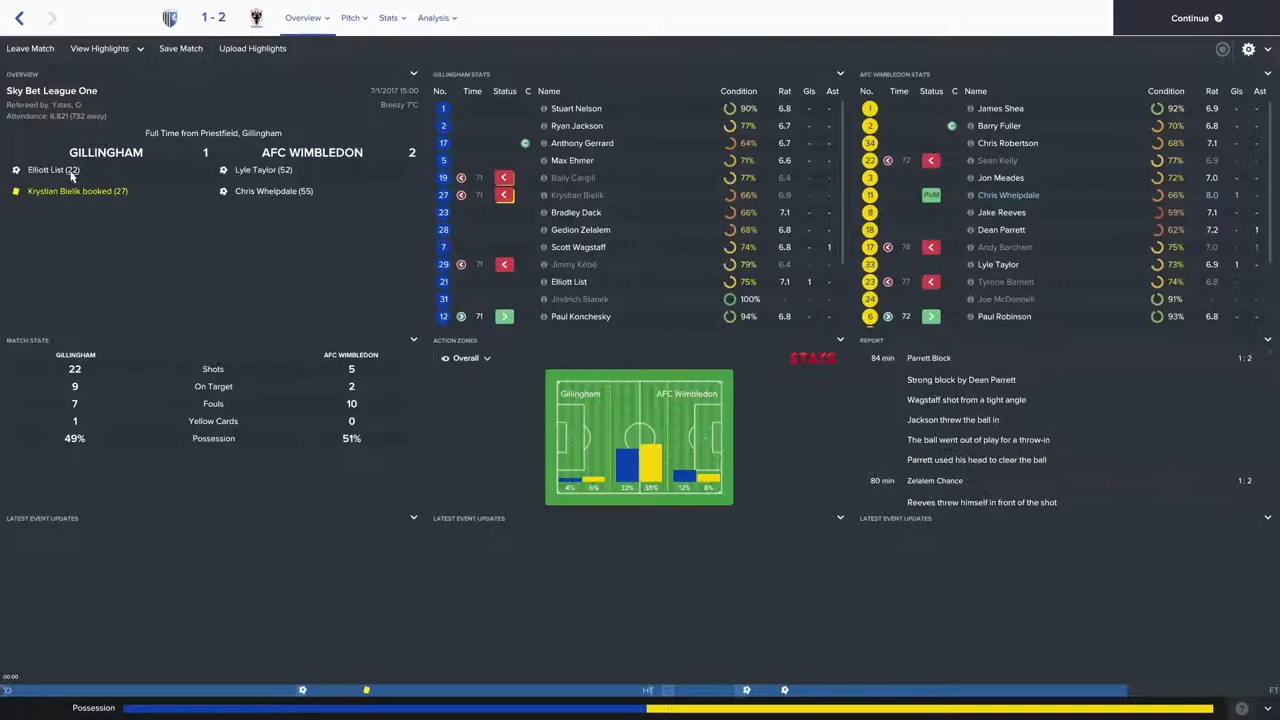 1 - 2
Overview
Pitch
Stats
Analysis
Continue
Leave Match
View Highlights
Save Match
Upload Highlights
OVERVIEW
Sky Bet League One
7/1/2017 15:00
Refereed by: Yates, O
Breezy 7°C
Attendance: 6,821 (732 away)
Full Time from Priestfield, Gillingham
GILLINGHAM 1 AFC WIMBLEDON 2
Elliott List (22) Lyle Taylor (52)
Krystian Bielik booked (27) Chris Whelpdale (55)
GILLINGHAM STATS
No. Time Status C Name Condition Rat Gls Ast
1 Stuart Nelson 90% 6.8 - -
2 Ryan Jackson 77% 6.7 - -
17 C Anthony Gerrard 64% 6.7 - -
5 Max Ehmer 71% 6.6 - -
19 71 Baily Cargill 77% 6.4 - -
27 71 Krystian Bielik 66% 6.9 - -
23 Bradley Dack 66% 7.1 - -
28 Gedion Zelalem 68% 6.8 - -
7 Scott Wagstaff 74% 6.8 - 1
29 71 Jimmy Kébé 79% 6.4 - -
21 Elliott List 75% 7.1 1 -
31 Jindrich Stanek 100% - - -
12 71 Paul Konchesky 94% 6.8 - -
AFC WIMBLEDON STATS
No. Time Status C Name Condition Rat Gls Ast
1 James Shea 92% 6.9 - -
2 C Barry Fuller 70% 6.8 - -
34 Chris Robertson 68% 7.1 - -
22 72 Sean Kelly 77% 6.9 - -
3 Jon Meades 72% 7.0 - -
11 PoM Chris Whelpdale 66% 8.0 1 -
8 Jake Reeves 59% 7.1 - -
18 Dean Parrett 62% 7.2 - 1
17 78 Andy Barcham 75% 7.0 - 1
33 Lyle Taylor 73% 6.9 1 -
23 77 Tyrone Barnett 74% 6.8 - -
24 Joe McDonnell 91% - - -
6 72 Paul Robinson 93% 6.8 - -
MATCH STATS
GILLINGHAM AFC WIMBLEDON
22 Shots 5
9 On Target 2
7 Fouls 10
1 Yellow Cards 0
49% Possession 51%
ACTION ZONES
Overall
STATS
Gillingham AFC Wimbledon
4% 6% 33% 38% 12% 8%
REPORT
84 min Parrett Block 1 : 2
Strong block by Dean Parrett
Wagstaff shot from a tight angle
Jackson threw the ball in
The ball went out of play for a throw-in
Parrett used his head to clear the ball
80 min Zelalem Chance 1 : 2
Reeves threw himself in front of the shot
LATEST EVENT UPDATES
LATEST EVENT UPDATES
LATEST EVENT UPDATES
00:00
HT
FT
Possession